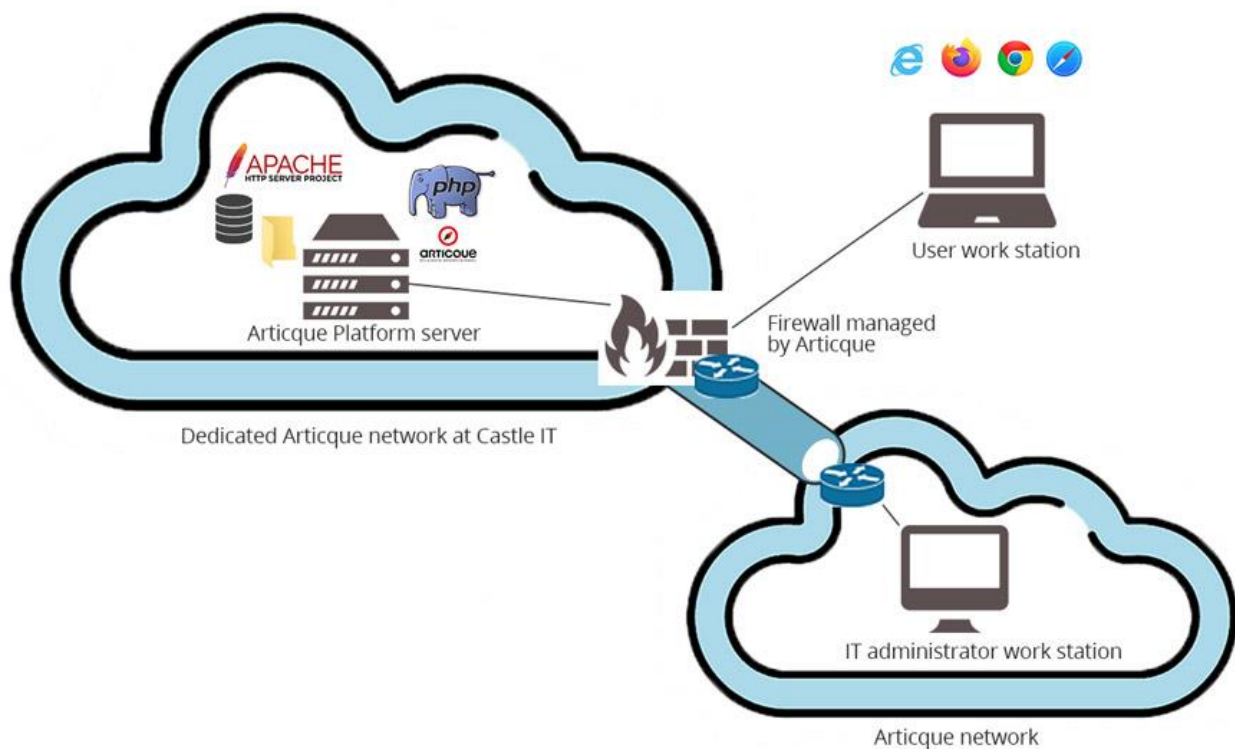 APACHE
HTTP SERVER PROJECT
php
ARTICQUE
Articque Platform server
Dedicated Articque network at Castle IT
User work station
Firewall managed
by Articque
IT administrator work station
Articque network